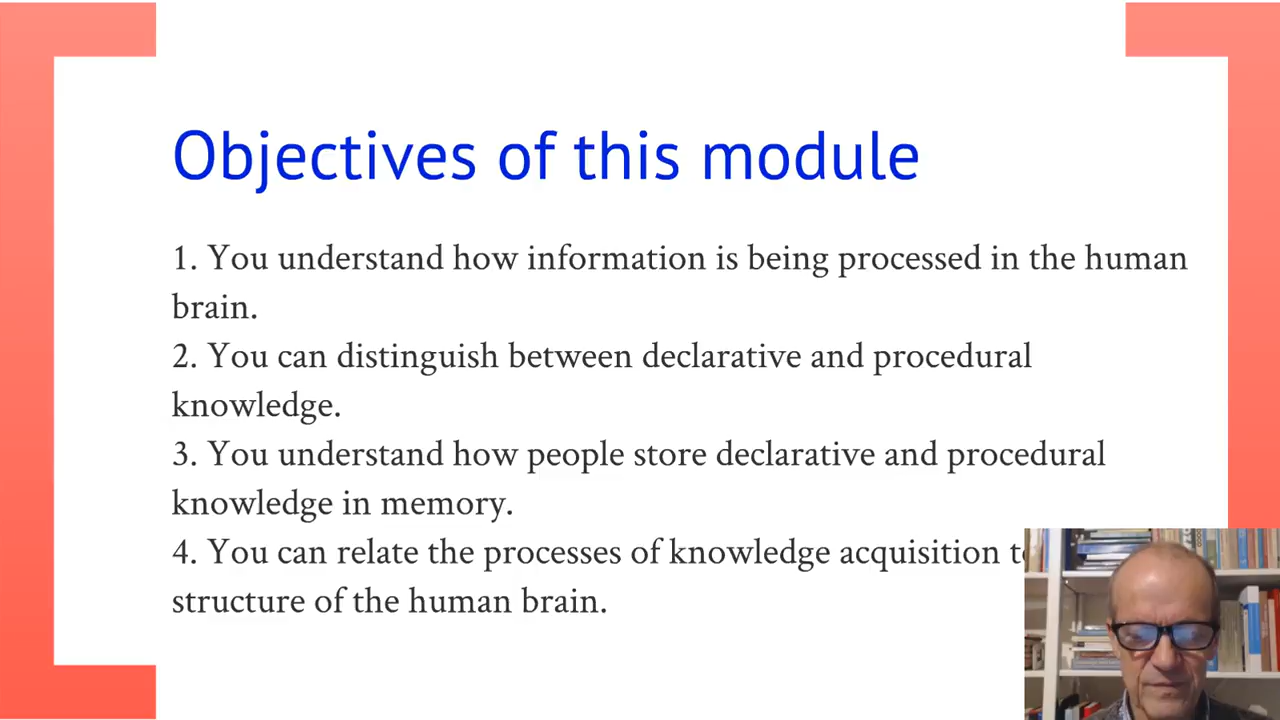 Objectives of this module
1. You understand how information is being processed in the human
brain.
2. You can distinguish between declarative and procedural
knowledge.
3. You understand how people store declarative and procedural
knowledge in memory.
4. You can relate the processes of knowledge acquisition
structure of the human brain.